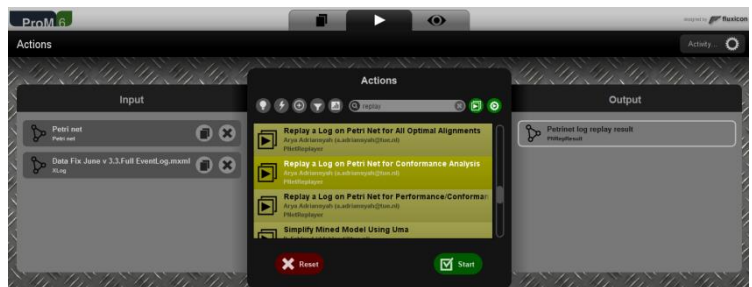 ProM 6
designed by fluxicon
Actions
Activity...
Input
Petri net
Petri net
Data Fix June v 3.3.Full EventLog.mxml
XLog
Actions
replay
Replay a Log on Petri Net for All Optimal Alignments
Arya Adriansyah (a.adriansyah@tue.nl)
PNetReplayer
Replay a Log on Petri Net for Conformance Analysis
Arya Adriansyah (a.adriansyah@tue.nl)
PNetReplayer
Replay a Log on Petri Net for Performance/Conforman
Arya Adriansyah (a.adriansyah@tue.nl)
PNetReplayer
Simplify Mined Model Using Uma
Reset
Start
Output
Petrinet log replay result
PNRepResult